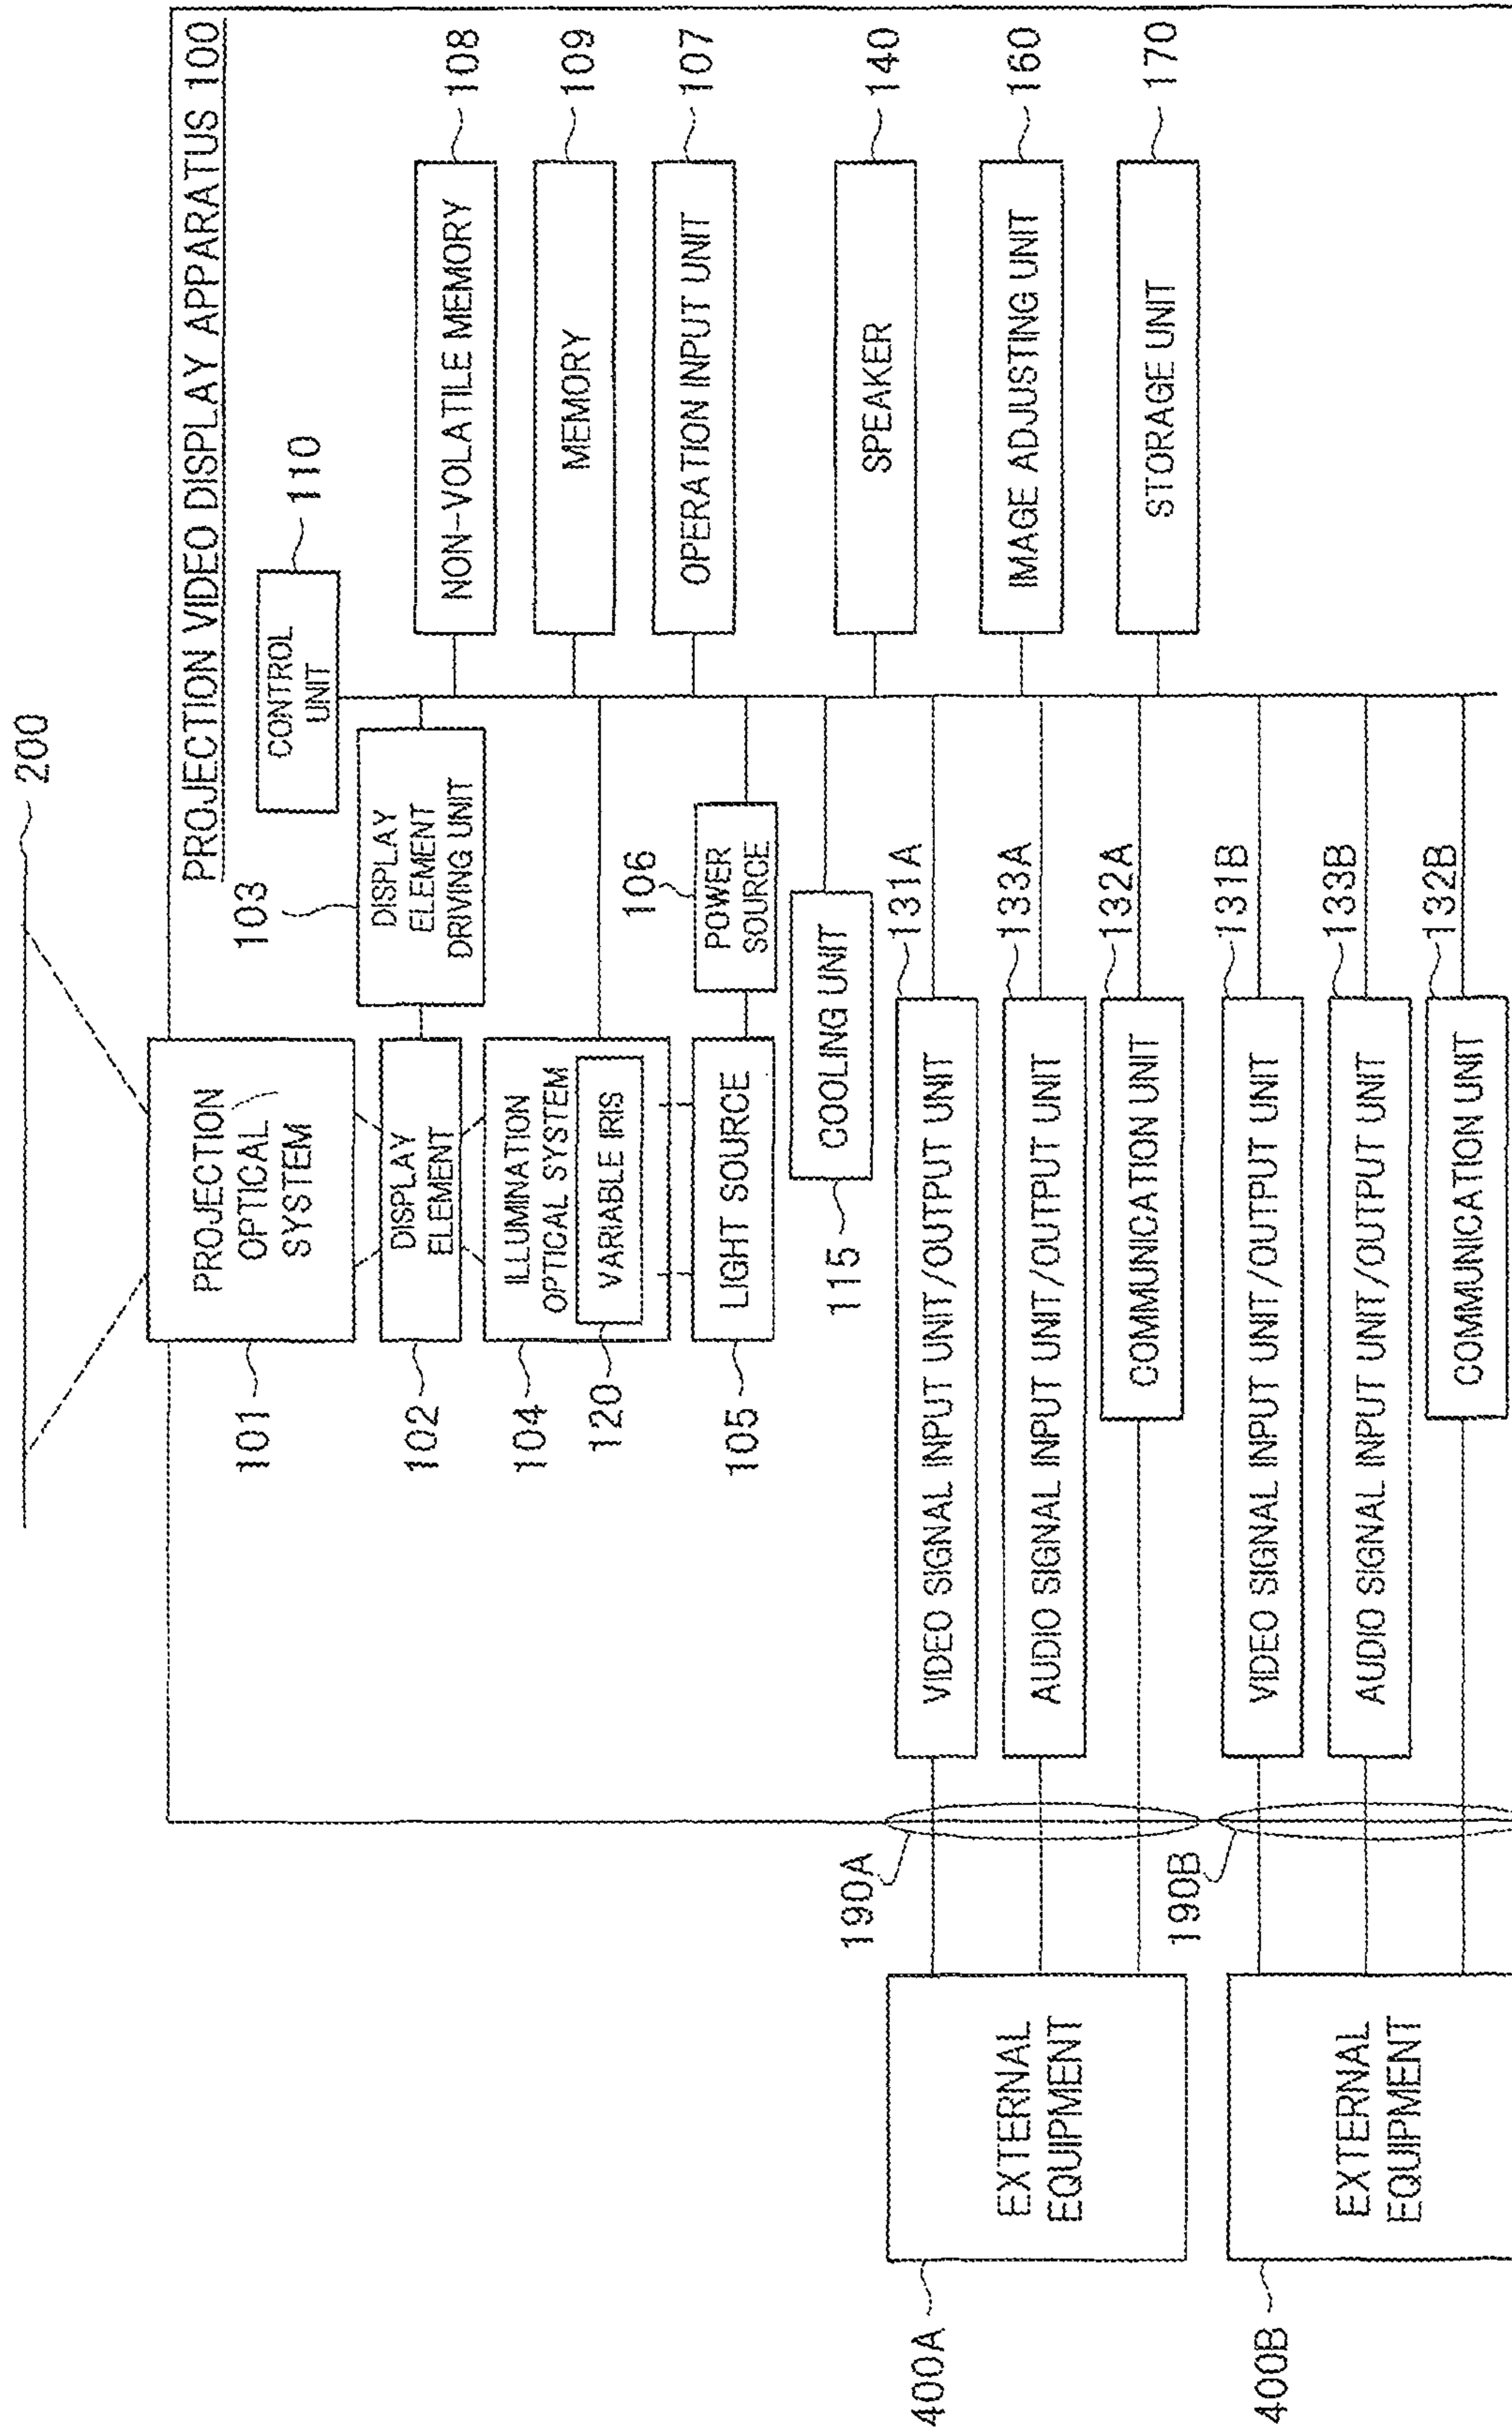 200
PROJECTION VIDEO DISPLAY APPARATUS 100
CONTROL
UNIT
110
PROJECTION
OPTICAL
SYSTEM
101
103
DISPLAY
ELEMENT
DRIVING UNIT
DISPLAY
ELEMENT
102
NON-VOLATILE MEMORY
108
MEMORY
109
ILLUMINATION
OPTICAL SYSTEM
VARIABLE IRIS
104
120
OPERATION INPUT UNIT
107
106
POWER
SOURCE
LIGHT SOURCE
105
COOLING UNIT
115
SPEAKER
140
IMAGE ADJUSTING UNIT
160
STORAGE UNIT
170
VIDEO SIGNAL INPUT UNIT/OUTPUT UNIT
131A
AUDIO SIGNAL INPUT UNIT/OUTPUT UNIT
133A
COMMUNICATION UNIT
132A
VIDEO SIGNAL INPUT UNIT/OUTPUT UNIT
131B
AUDIO SIGNAL INPUT UNIT/OUTPUT UNIT
133B
COMMUNICATION UNIT
132B
190A
190B
EXTERNAL
EQUIPMENT
400A
EXTERNAL
EQUIPMENT
400B